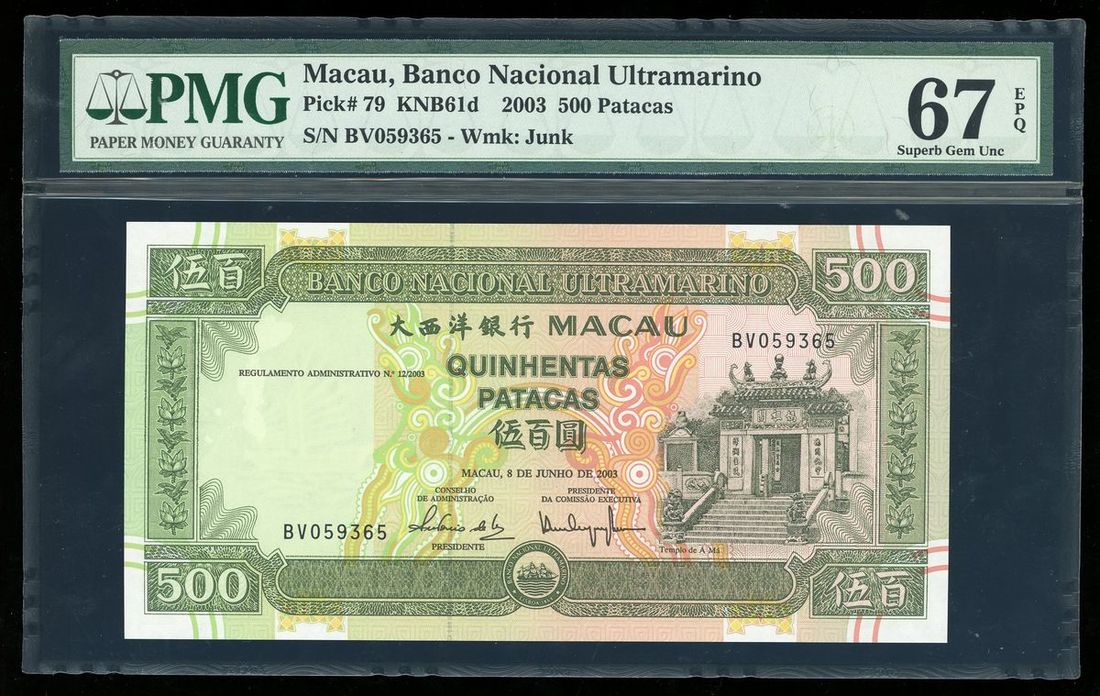 PMG
PAPER MONEY GUARANTY
Macau, Banco Nacional Ultramarino
Pick# 79 KNB61d 2003 500 Patacas
S/N BV059365 - Wmk: Junk
67 EPQ
Superb Gem Unc
伍百
BANCO NACIONAL ULTRAMARINO
500
大西洋銀行 MACAU
BV059365
QUINHENTAS
PATACAS
REGULAMENTO ADMINISTRATIVO N.º 12/2003
伍百圓
MACAU, 8 DE JUNHO DE 2003
CONSELHO
DE ADMINISTRAÇÃO
PRESIDENTE
DA COMISSÃO EXECUTIVA
BV059365
PRESIDENTE
Templo de Á Má
500
伍百